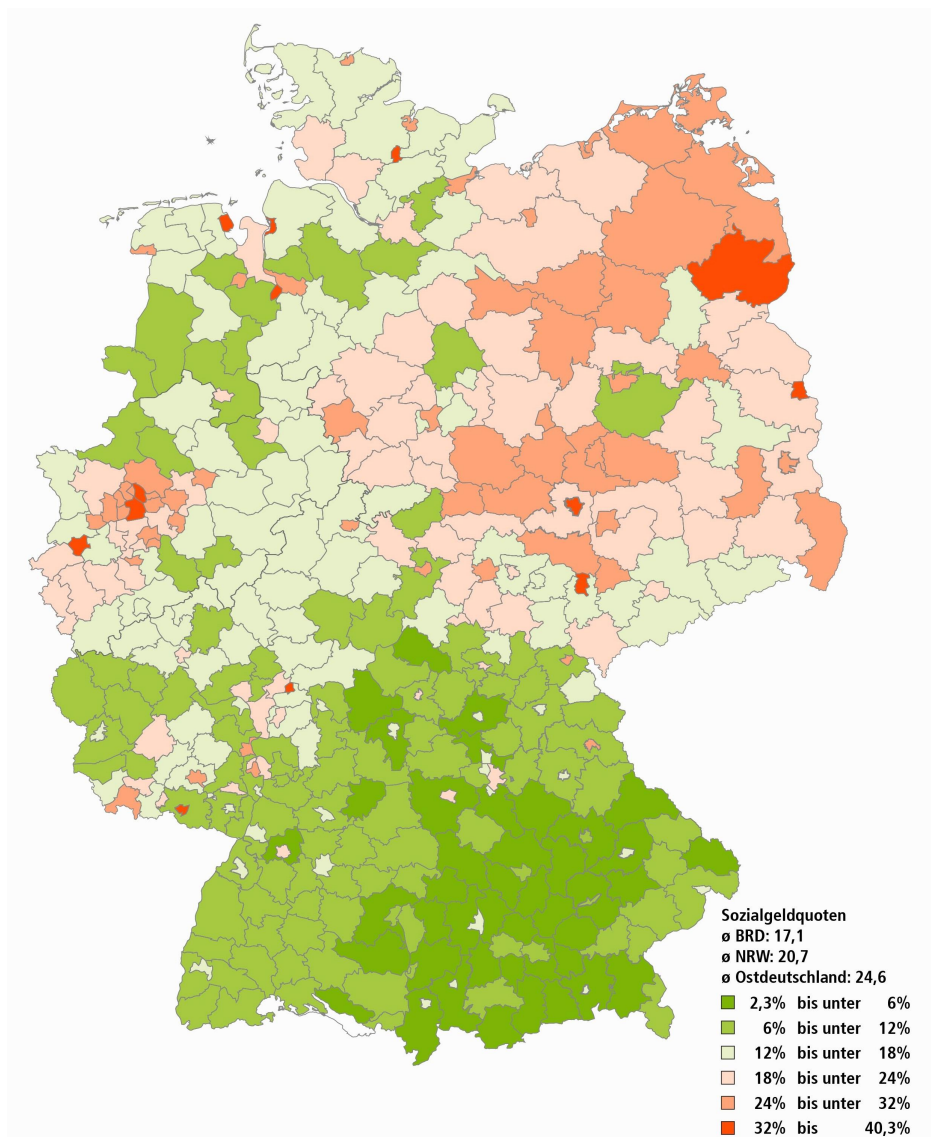 Sozialgeldquoten
ø BRD: 17,1
ø NRW: 20,7
ø Ostdeutschland: 24,6
2,3% bis unter 6%
6% bis unter 12%
12% bis unter 18%
18% bis unter 24%
24% bis unter 32%
32% bis 40,3%